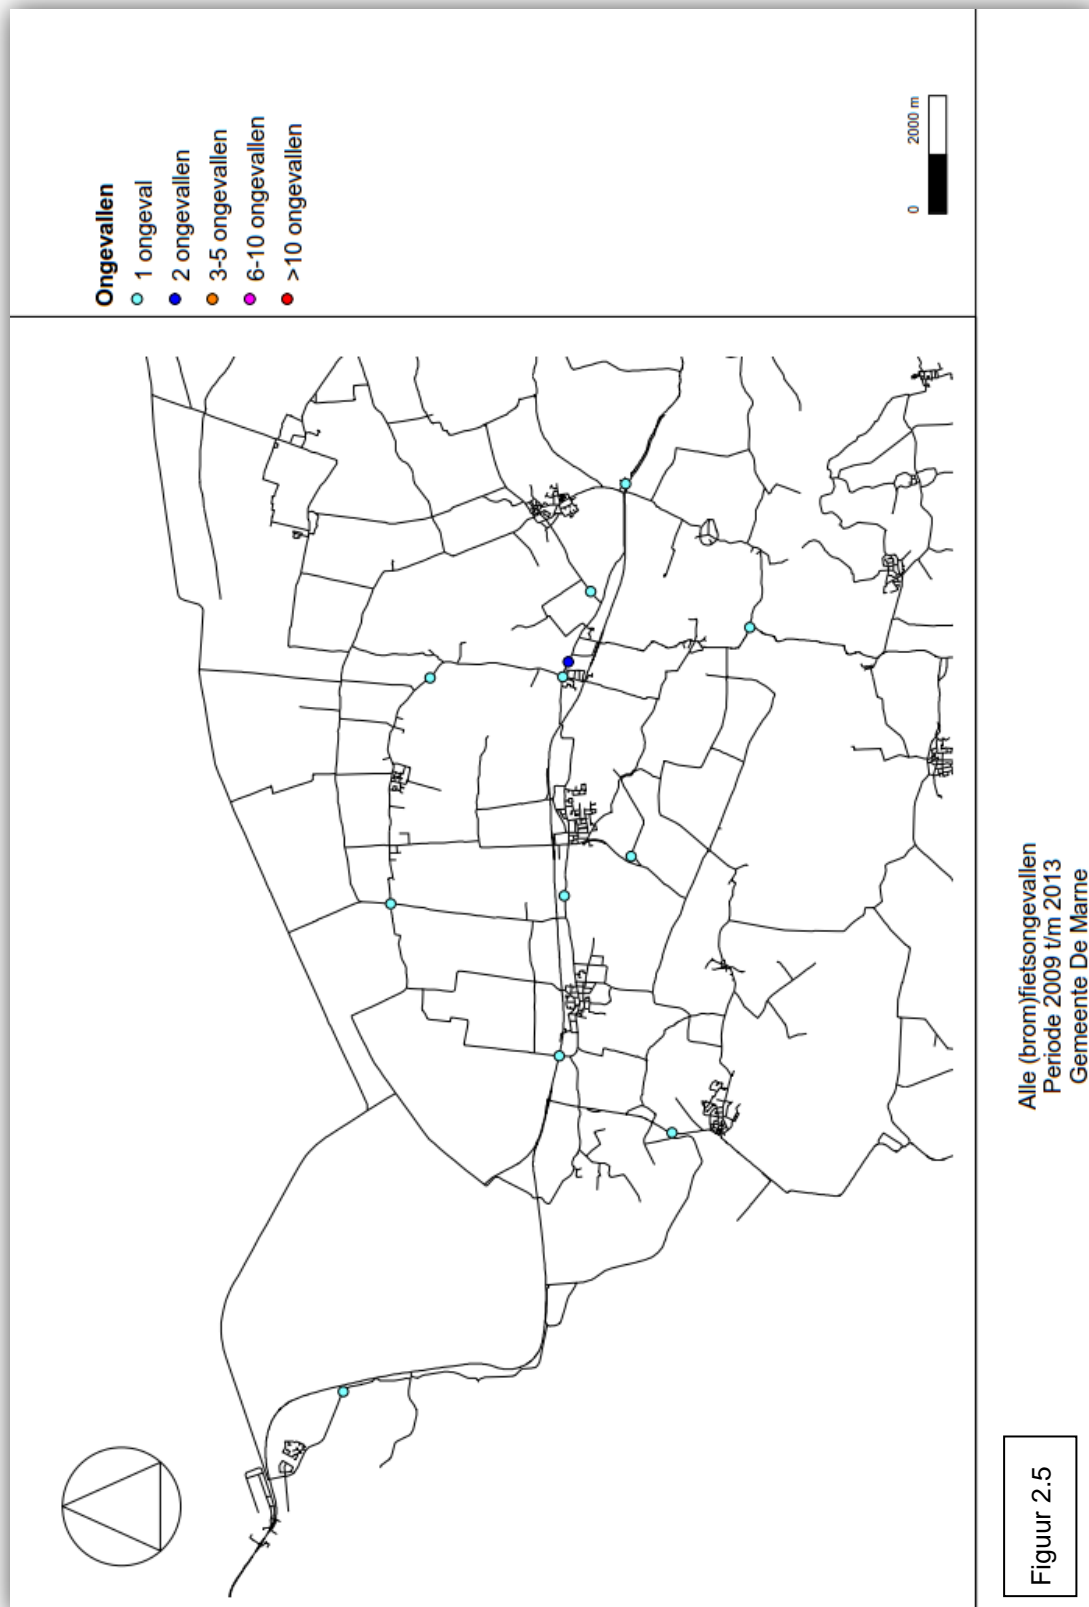 Ongevallen
1 ongeval
2 ongevallen
3-5 ongevallen
6-10 ongevallen
>10 ongevallen
0 2000 m
Alle (brom)fietsongevallen
Periode 2009 t/m 2013
Gemeente De Marne
Figuur 2.5